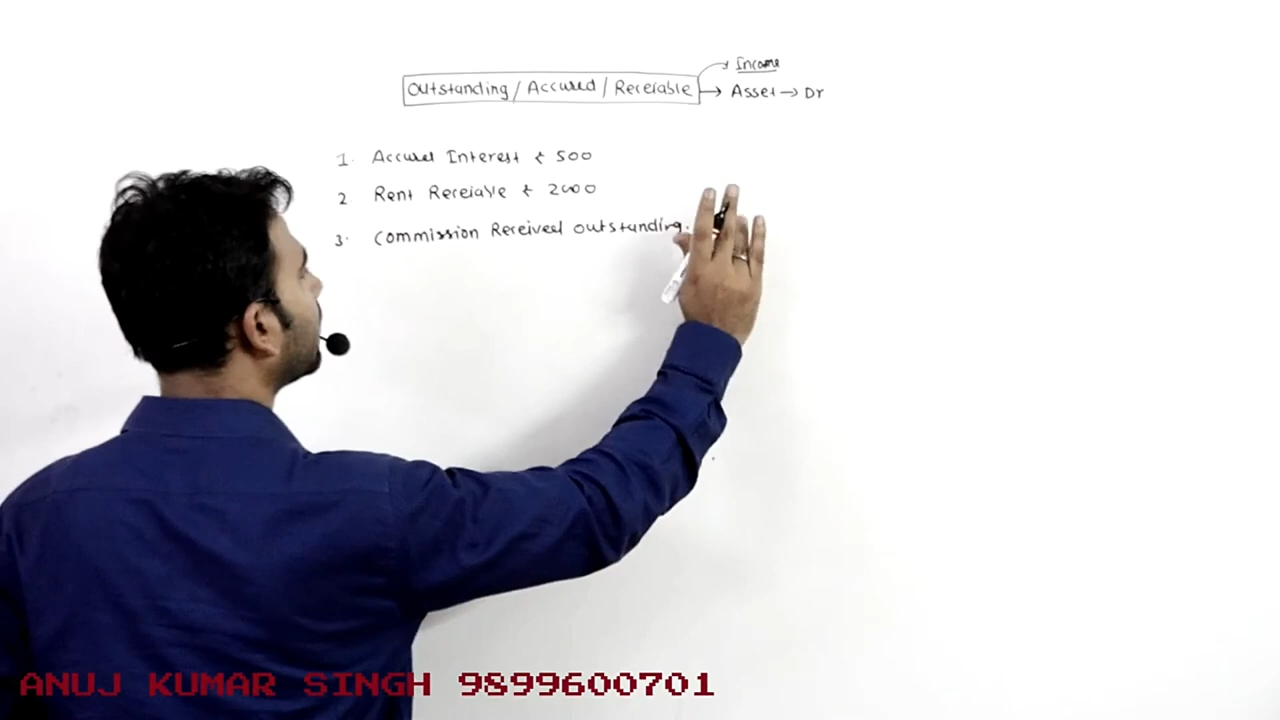 Income
Outstanding / Accured / Receiable → Asset → Dr
1. Accured Interest ₹ 500
2. Rent Receiable ₹ 2000
3. Commission Received outstanding.
ANUJ KUMAR SINGH 9899600701